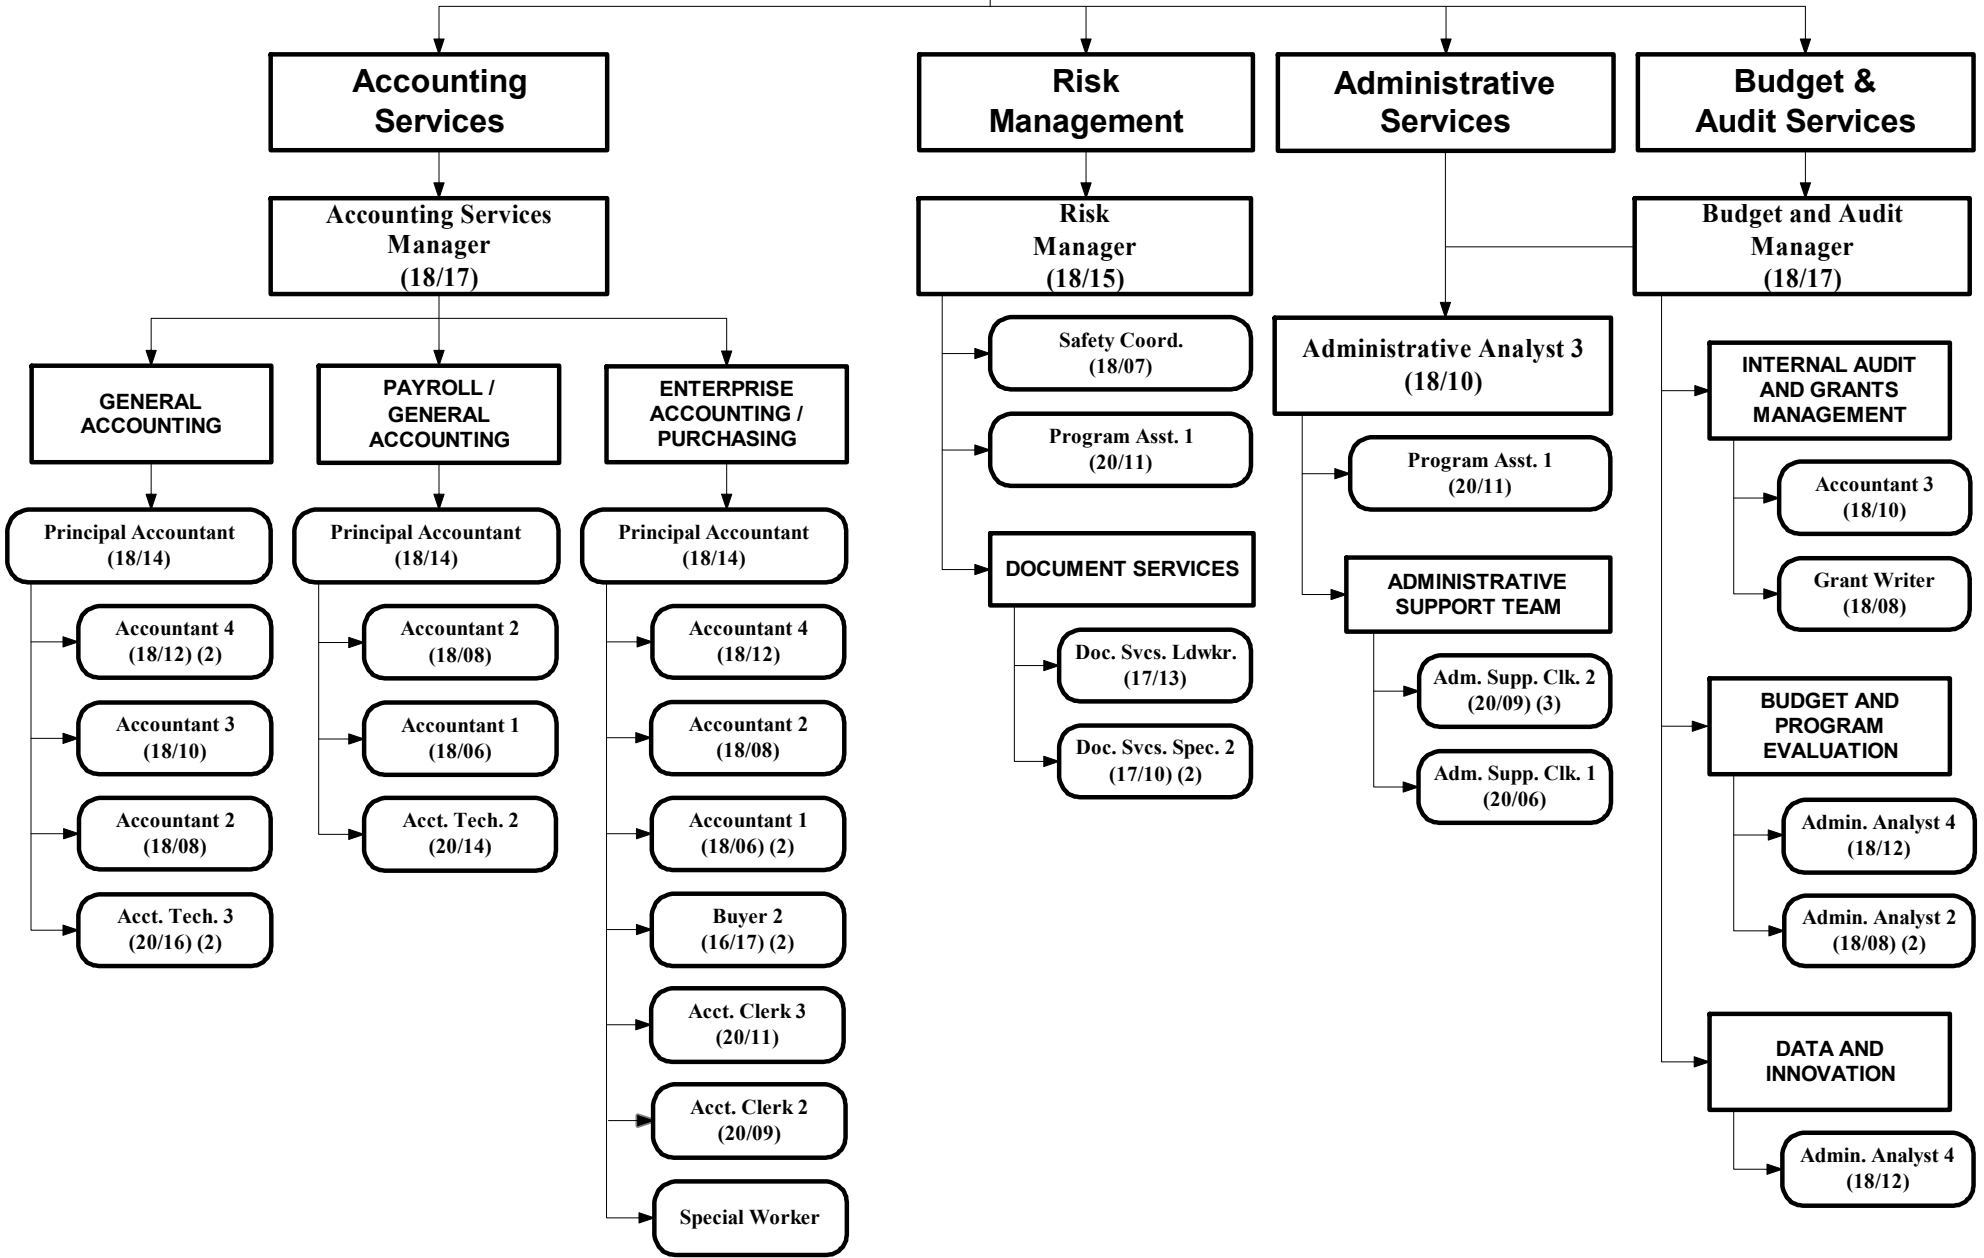 Accounting
Services
Risk
Management
Administrative
Services
Budget &
Audit Services
Accounting Services
Manager
(18/17)
Risk
Manager
(18/15)
Budget and Audit
Manager
(18/17)
Administrative Analyst 3
(18/10)
GENERAL
ACCOUNTING
Principal Accountant
(18/14)
Accountant 4
(18/12) (2)
Accountant 3
(18/10)
Accountant 2
(18/08)
Acct. Tech. 3
(20/16) (2)
PAYROLL /
GENERAL
ACCOUNTING
Principal Accountant
(18/14)
Accountant 2
(18/08)
Accountant 1
(18/06)
Acct. Tech. 2
(20/14)
ENTERPRISE
ACCOUNTING /
PURCHASING
Principal Accountant
(18/14)
Accountant 4
(18/12)
Accountant 2
(18/08)
Accountant 1
(18/06) (2)
Buyer 2
(16/17) (2)
Acct. Clerk 3
(20/11)
Acct. Clerk 2
(20/09)
Special Worker
Safety Coord.
(18/07)
Program Asst. 1
(20/11)
DOCUMENT SERVICES
Doc. Svcs. Ldwkr.
(17/13)
Doc. Svcs. Spec. 2
(17/10) (2)
Program Asst. 1
(20/11)
ADMINISTRATIVE
SUPPORT TEAM
Adm. Supp. Clk. 2
(20/09) (3)
Adm. Supp. Clk. 1
(20/06)
INTERNAL AUDIT
AND GRANTS
MANAGEMENT
Accountant 3
(18/10)
Grant Writer
(18/08)
BUDGET AND
PROGRAM
EVALUATION
Admin. Analyst 4
(18/12)
Admin. Analyst 2
(18/08) (2)
DATA AND
INNOVATION
Admin. Analyst 4
(18/12)